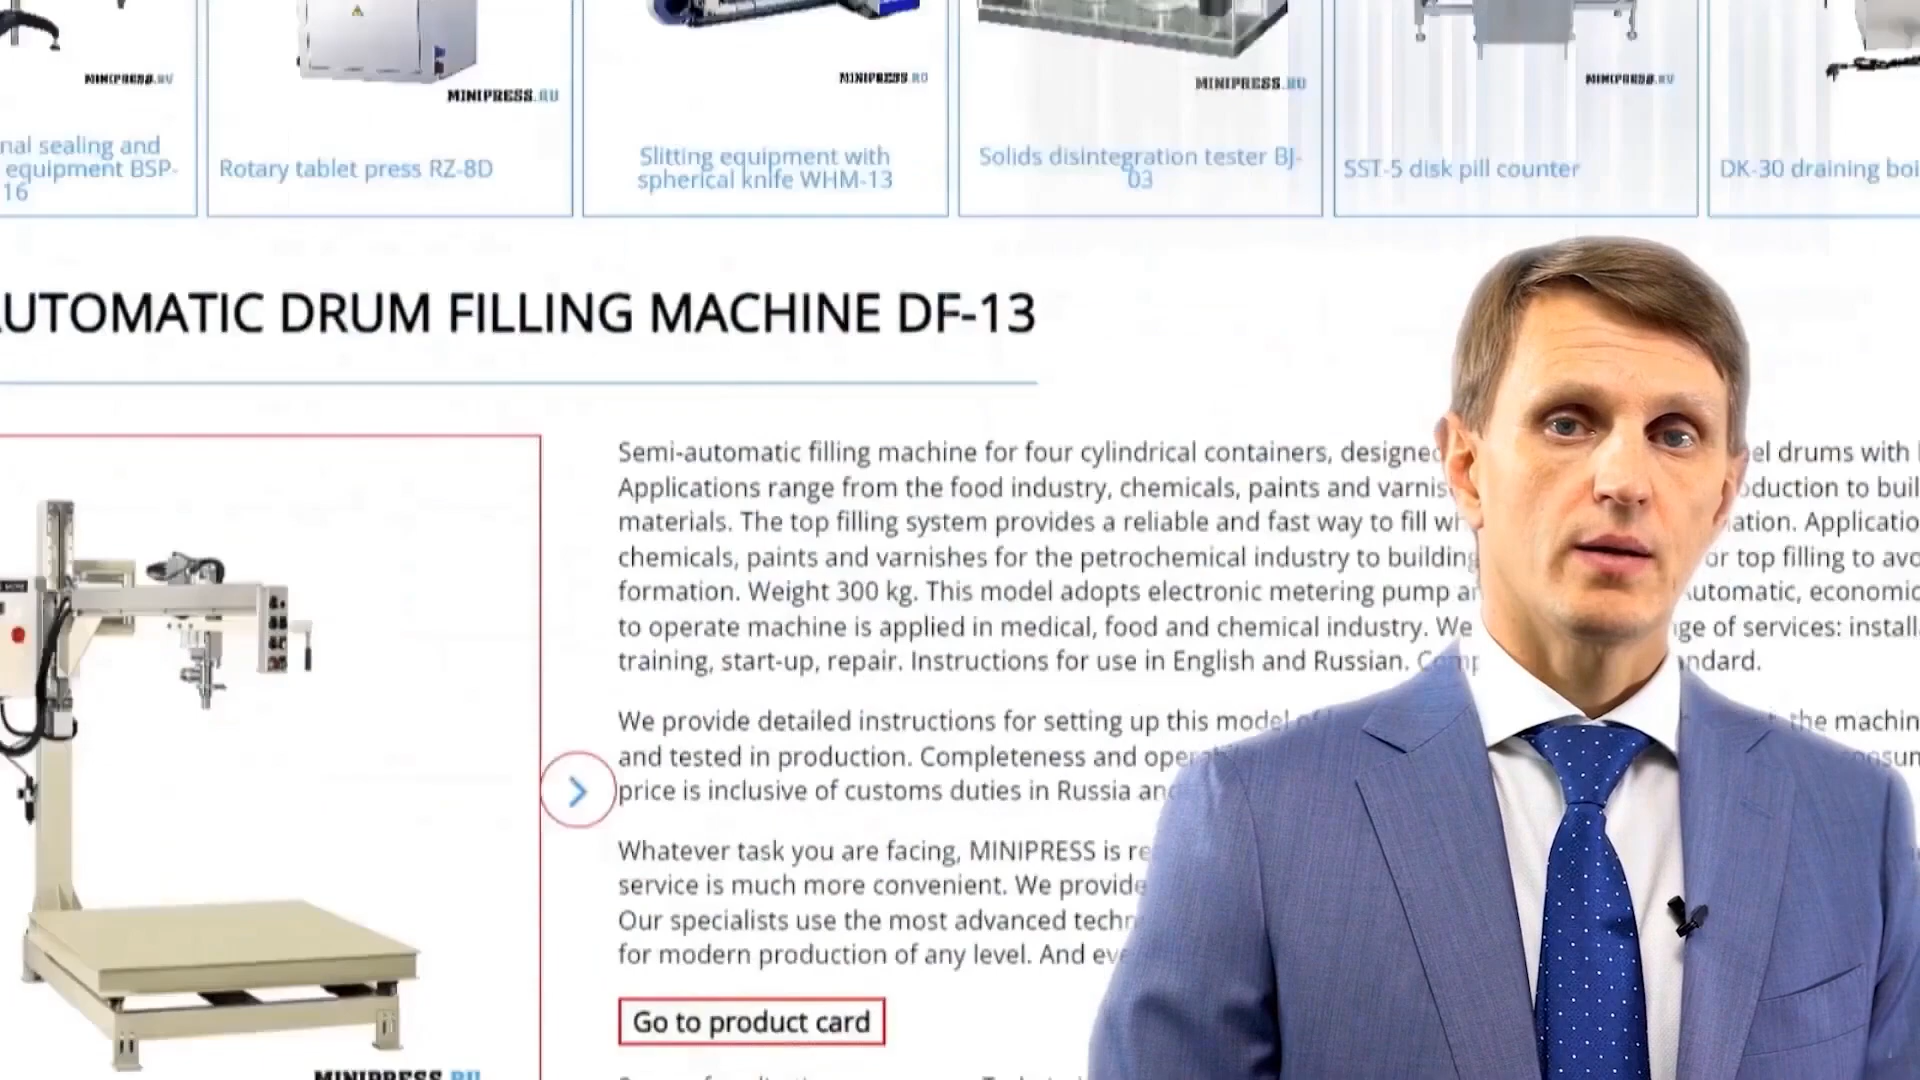 MINIPRESS.RU
MINIPRESS.RU
MINIPRESS.RU
MINIPRESS.RU
MINIPRESS.RU
nal sealing and
equipment BSP-
16
Rotary tablet press RZ-8D
Slitting equipment with
spherical knife WHM-13
Solids disintegration tester BJ-
03
SST-5 disk pill counter
DK-30 draining boi
UTOMATIC DRUM FILLING MACHINE DF-13
Semi-automatic filling machine for four cylindrical containers, designed el drums with
Applications range from the food industry, chemicals, paints and varnis oduction to buil
materials. The top filling system provides a reliable and fast way to fill wh ation. Applicatio
chemicals, paints and varnishes for the petrochemical industry to building or top filling to avo
formation. Weight 300 kg. This model adopts electronic metering pump an utomatic, economic
to operate machine is applied in medical, food and chemical industry. We ge of services: installa
training, start-up, repair. Instructions for use in English and Russian. Comp ndard.
We provide detailed instructions for setting up this model of the machin
and tested in production. Completeness and oper onsum
price is inclusive of customs duties in Russia and
Whatever task you are facing, MINIPRESS is re
service is much more convenient. We provide
Our specialists use the most advanced techn
for modern production of any level. And eve
Go to product card
MINIPRESS.RU